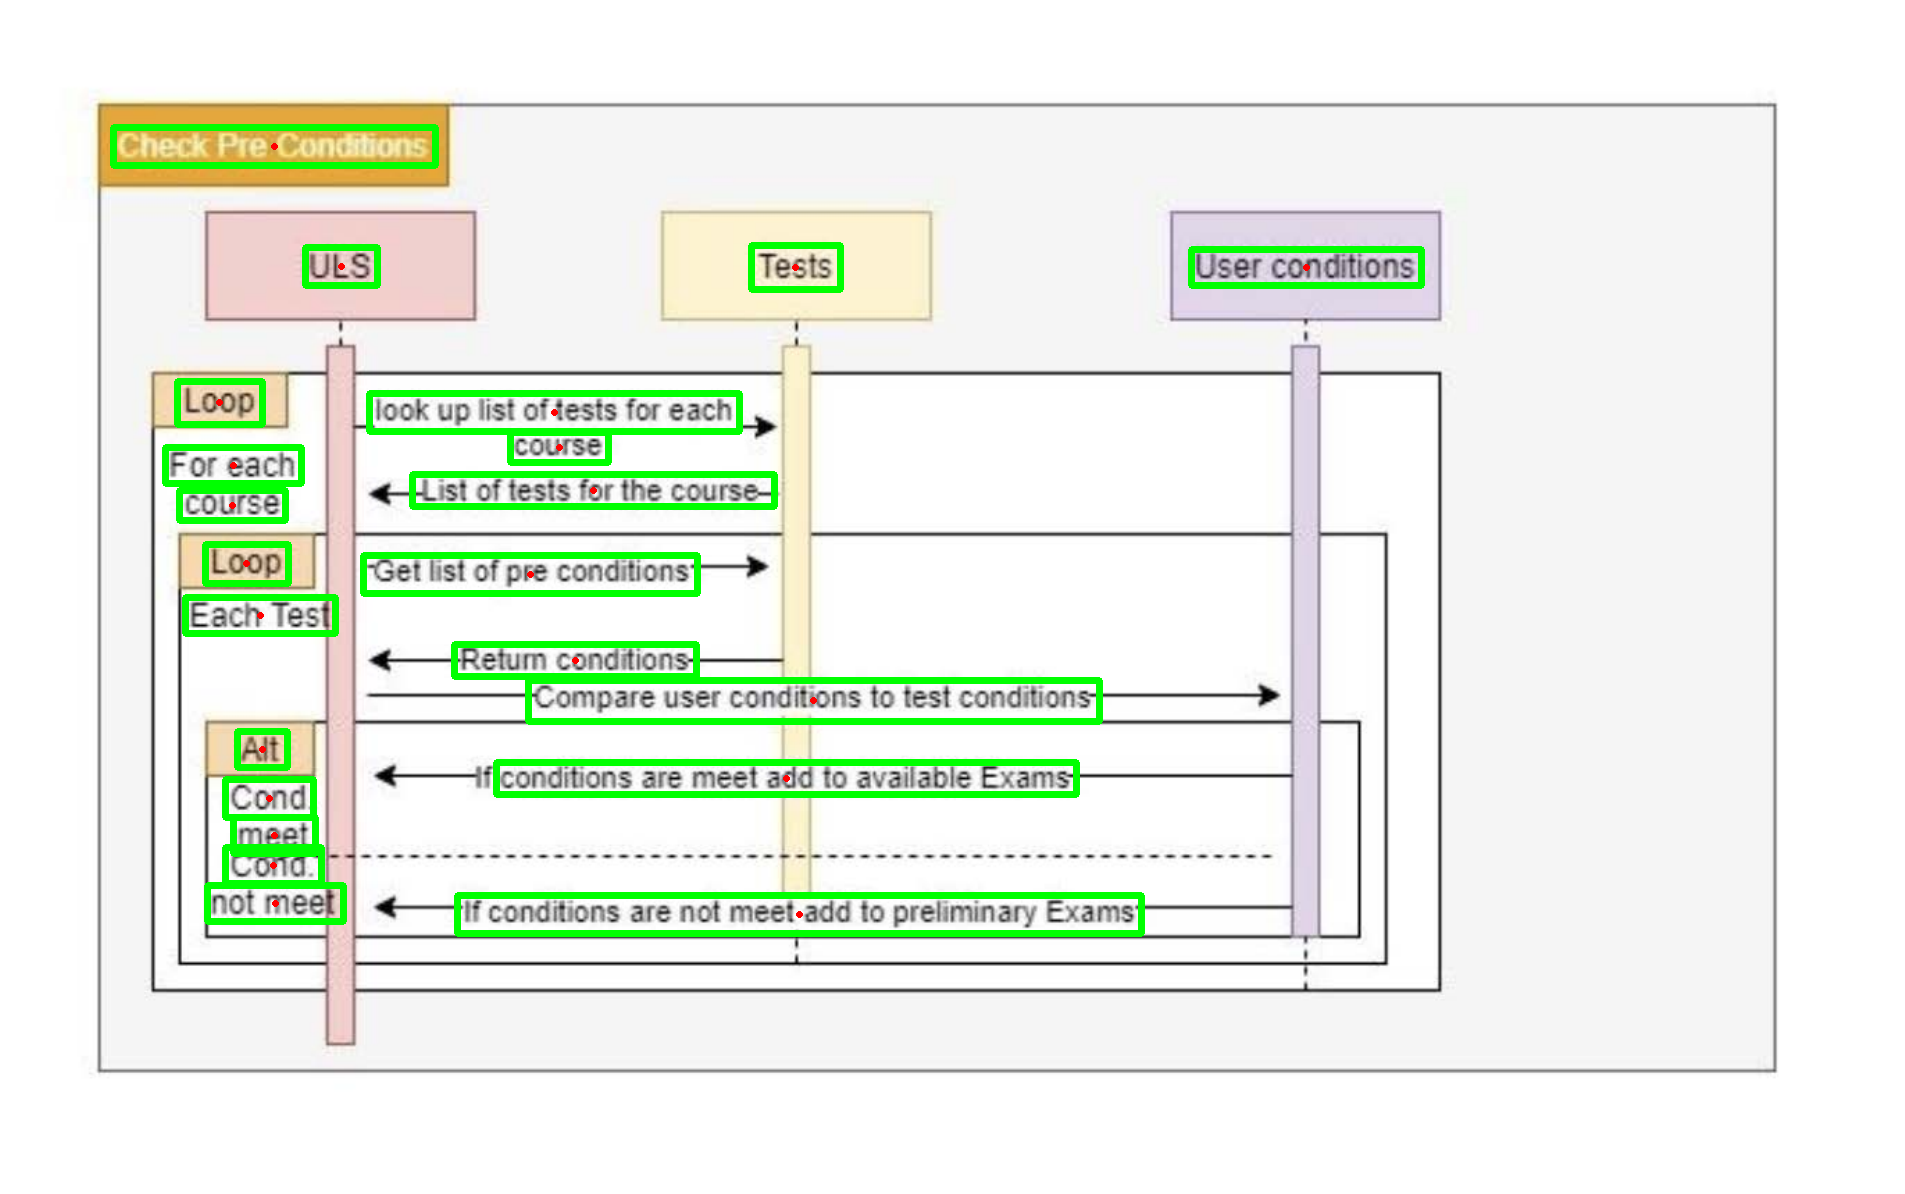 Check Pre Conditions
ULS
Tests
User conditions
Loop
look up list of tests for each
course
For each
course
List of tests for the course
Loop
Get list of pre conditions
Each Test
Return conditions
Compare user conditions to test conditions
Alt
If conditions are meet add to available Exams
Cond.
meet
Cond.
not meet
If conditions are not meet add to preliminary Exams